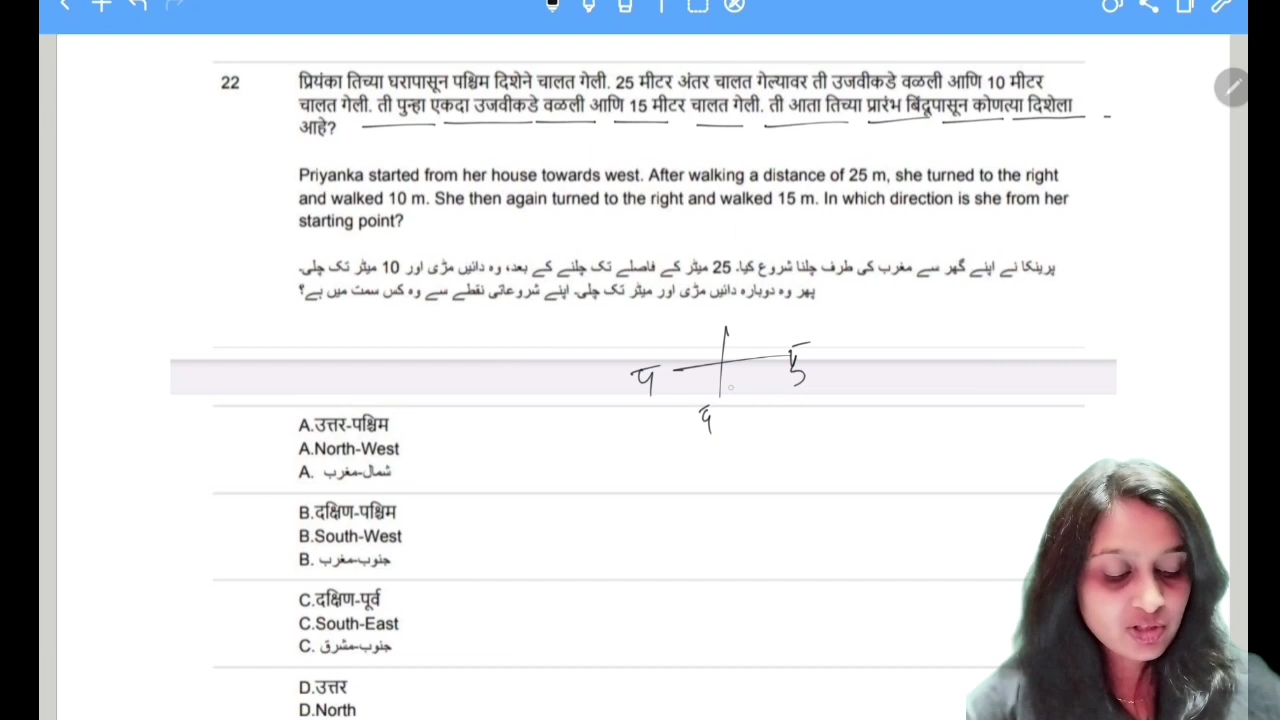 22
प्रियंका तिच्या घरापासून पश्चिम दिशेने चालत गेली. 25 मीटर अंतर चालत गेल्यावर ती उजवीकडे वळली आणि 10 मीटर
चालत गेली. ती पुन्हा एकदा उजवीकडे वळली आणि 15 मीटर चालत गेली. ती आता तिच्या प्रारंभ बिंदूपासून कोणत्या दिशेला
आहे?
Priyanka started from her house towards west. After walking a distance of 25 m, she turned to the right
and walked 10 m. She then again turned to the right and walked 15 m. In which direction is she from her
starting point?
پرینکا نے اپنے گھر سے مغرب کی طرف چلنا شروع کیا۔ 25 میٹر کے فاصلے تک چلنے کے بعد، وہ دائیں مڑی اور 10 میٹر تک چلی۔
پھر وہ دوبارہ دائیں مڑی اور میٹر تک چلی۔ اپنے شروعاتی نقطے سے وہ کس سمت میں ہے؟
A.उत्तर-पश्चिम
A.North-West
A. شمال-مغرب
B.दक्षिण-पश्चिम
B.South-West
B. جنوب-مغرب
C.दक्षिण-पूर्व
C.South-East
C. جنوب-مشرق
D.उत्तर
D.North